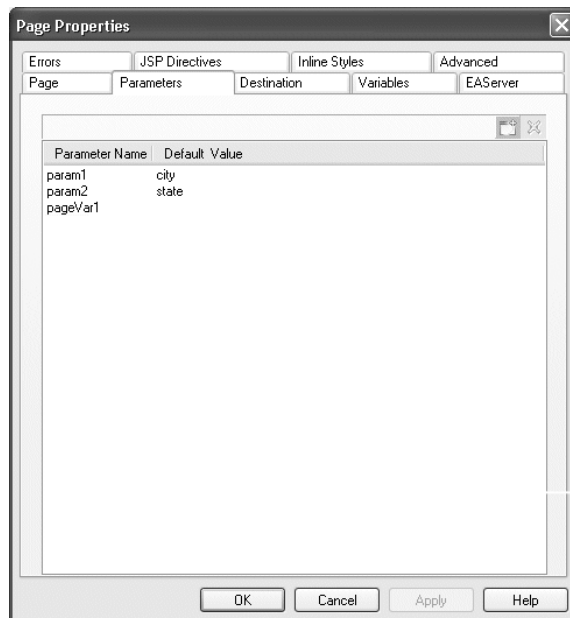 Page Properties
Errors JSP Directives Inline Styles Advanced
Page Parameters Destination Variables EAServer
Parameter Name Default Value
param1 city
param2 state
pageVar1
OK Cancel Apply Help